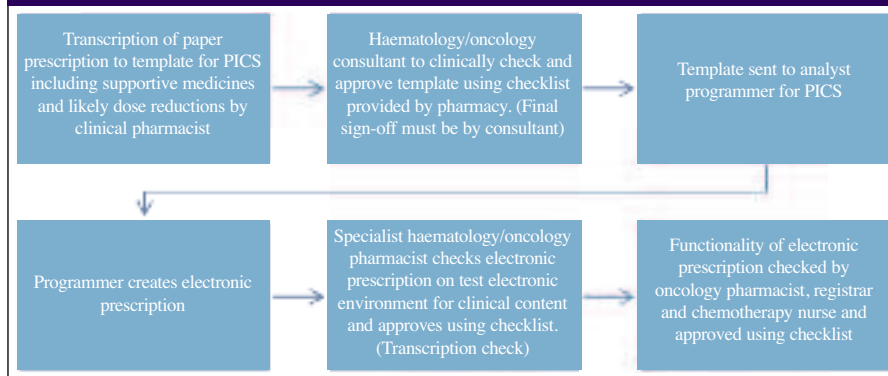 Transcription of paper
prescription to template for PICS
including supportive medicines
and likely dose reductions by
clinical pharmacist
Haematology/oncology
consultant to clinically check and
approve template using checklist
provided by pharmacy. (Final
sign-off must be by consultant)
Template sent to analyst
programmer for PICS
Programmer creates electronic
prescription
Specialist haematology/oncology
pharmacist checks electronic
prescription on test electronic
environment for clinical content
and approves using checklist.
(Transcription check)
Functionality of electronic
prescription checked by
oncology pharmacist, registrar
and chemotherapy nurse and
approved using checklist